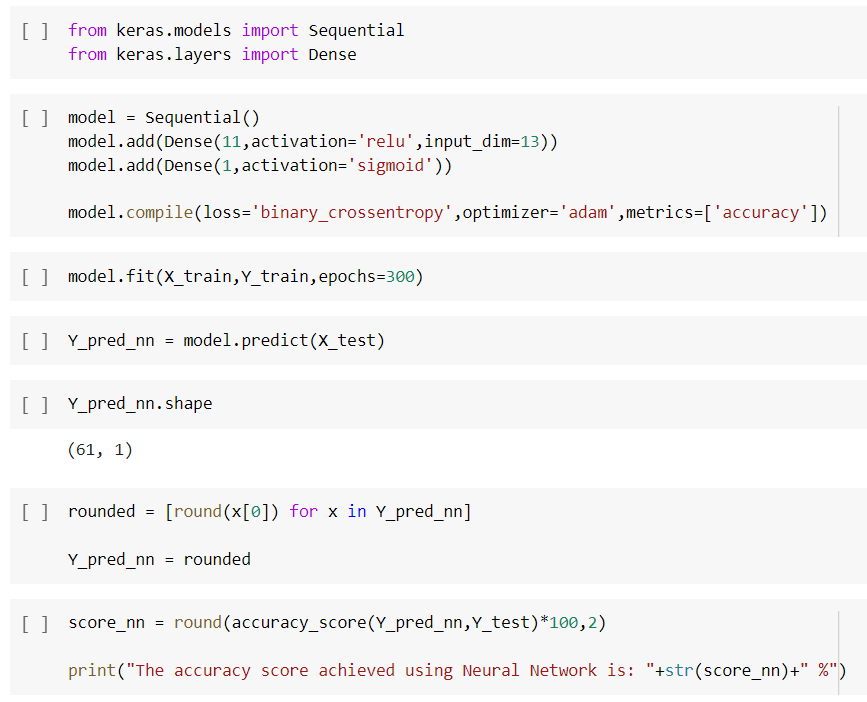 [ ] from keras.models import Sequential
from keras.layers import Dense
[ ] model = Sequential()
model.add(Dense(11,activation='relu',input_dim=13))
model.add(Dense(1,activation='sigmoid'))
model.compile(loss='binary_crossentropy',optimizer='adam',metrics=['accuracy'])
[ ] model.fit(X_train,Y_train,epochs=300)
[ ] Y_pred_nn = model.predict(X_test)
[ ] Y_pred_nn.shape
(61, 1)
[ ] rounded = [round(x[0]) for x in Y_pred_nn]
Y_pred_nn = rounded
[ ] score_nn = round(accuracy_score(Y_pred_nn,Y_test)*100,2)
print("The accuracy score achieved using Neural Network is: "+str(score_nn)+" %")